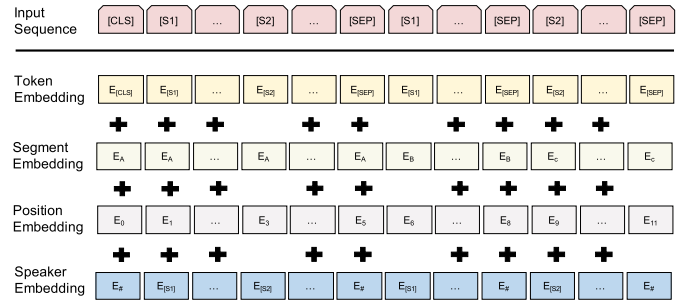 Input Sequence [CLS] [S1] … [S2] … [SEP] [S1] … [SEP] [S2] … [SEP]
Token Embedding E[CLS] E[S1] … E[S2] … E[SEP] E[S1] … E[SEP] E[S2] … E[SEP]
Segment Embedding EA EA … EA … EA EB … EB Ec … Ec
Position Embedding E0 E1 … E3 … E5 E6 … E8 E9 … E11
Speaker Embedding E# E[S1] … E[S2] … E# E[S1] … E# E[S2] … E#